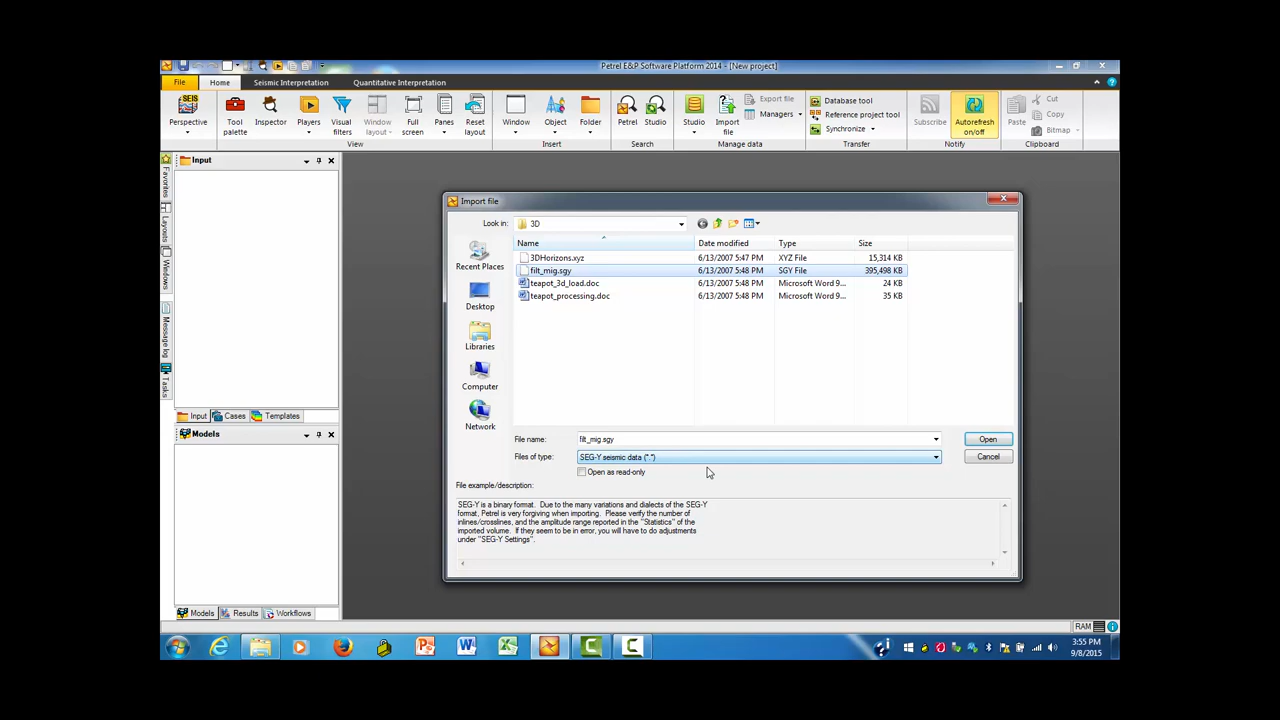 Petrel E&P Software Platform 2014 - [New project]
File
Home
Seismic Interpretation
Quantitative Interpretation
SEIS
Perspective
Tool palette
Inspector
Players
Visual filters
Window layout
Full screen
Panes
Reset layout
View
Window
Object
Folder
Insert
Petrel
Studio
Search
Studio
Import file
Export file
Managers
Manage data
Database tool
Reference project tool
Synchronize
Transfer
Subscribe
Autorefresh on/off
Notify
Paste
Cut
Copy
Bitmap
Clipboard
Favorites
Layouts
Windows
Message log
Tasks
Input
Input
Cases
Templates
Models
Models
Results
Workflows
Import file
Look in:
3D
Recent Places
Desktop
Libraries
Computer
Network
Name
Date modified
Type
Size
3DHorizons.xyz 6/13/2007 5:47 PM XYZ File 15,314 KB
filt_mig.sgy 6/13/2007 5:48 PM SGY File 395,498 KB
teapot_3d_load.doc 6/13/2007 5:48 PM Microsoft Word 9... 24 KB
teapot_processing.doc 6/13/2007 5:48 PM Microsoft Word 9... 35 KB
File name:
filt_mig.sgy
Open
Files of type:
SEG-Y seismic data (*.*)
Cancel
Open as read-only
File example/description:
SEG-Y is a binary format. Due to the many variations and dialects of the SEG-Y
format, Petrel is very forgiving when importing. Please verify the number of
inlines/crosslines, and the amplitude range reported in the "Statistics" of the
imported volume. If they seem to be in error, you will have to do adjustments
under "SEG-Y Settings".
RAM
3:55 PM
9/8/2015